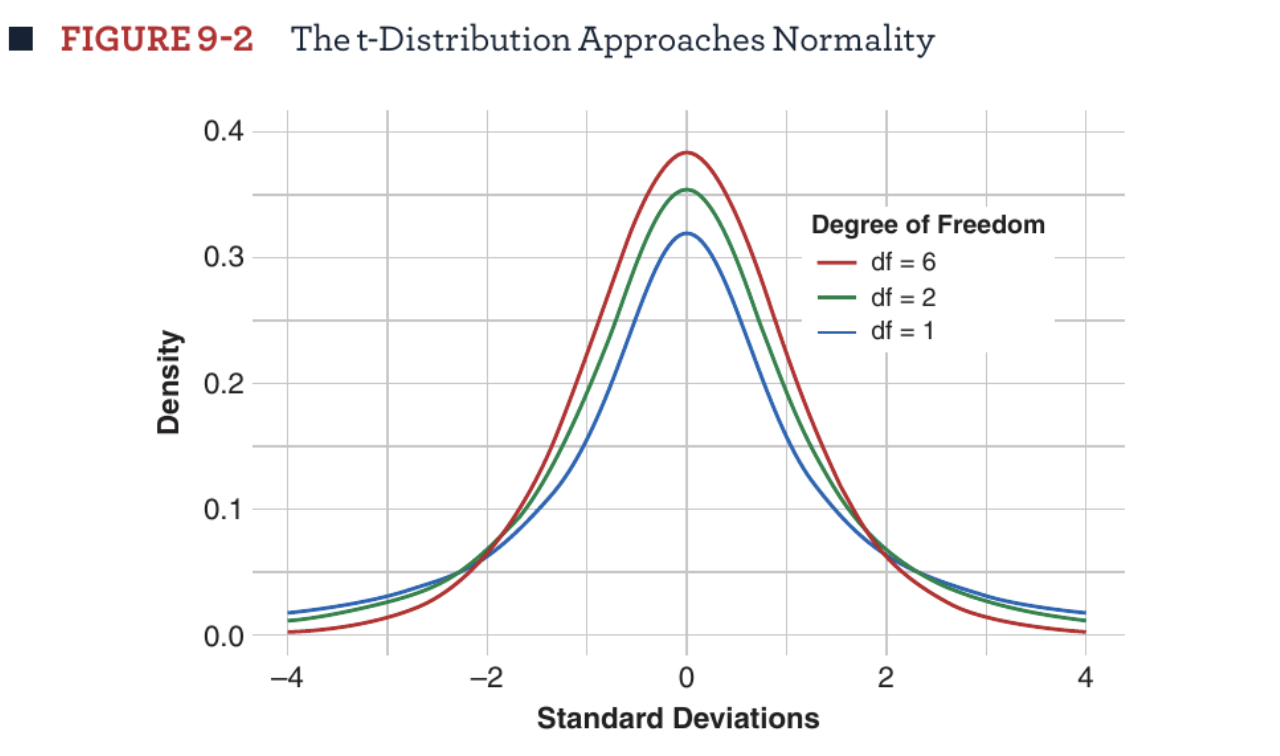 FIGURE 9-2 The t-Distribution Approaches Normality
0.4
0.3
0.2
0.1
0.0
Density
Degree of Freedom
df = 6
df = 2
df = 1
–4 –2 0 2 4
Standard Deviations